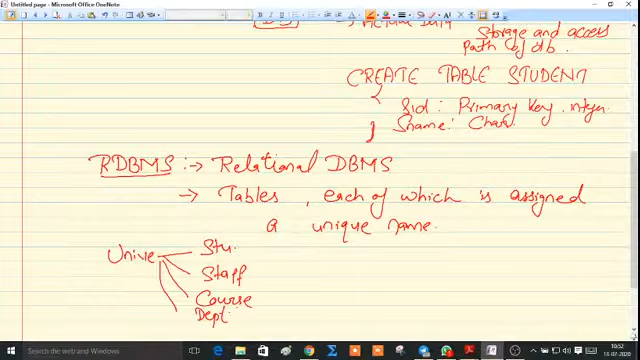 Untitled page - Microsoft Office OneNote
Storage and access
Path of db.
CREATE TABLE STUDENT
{
Sid : Primary key. integer
Sname : Char
}
RDBMS :→ Relational DBMS
→ Tables, each of which is assigned
a unique name.
Unive
Stu.
Staff
Course
Dept.
Search the web and Windows
10:52